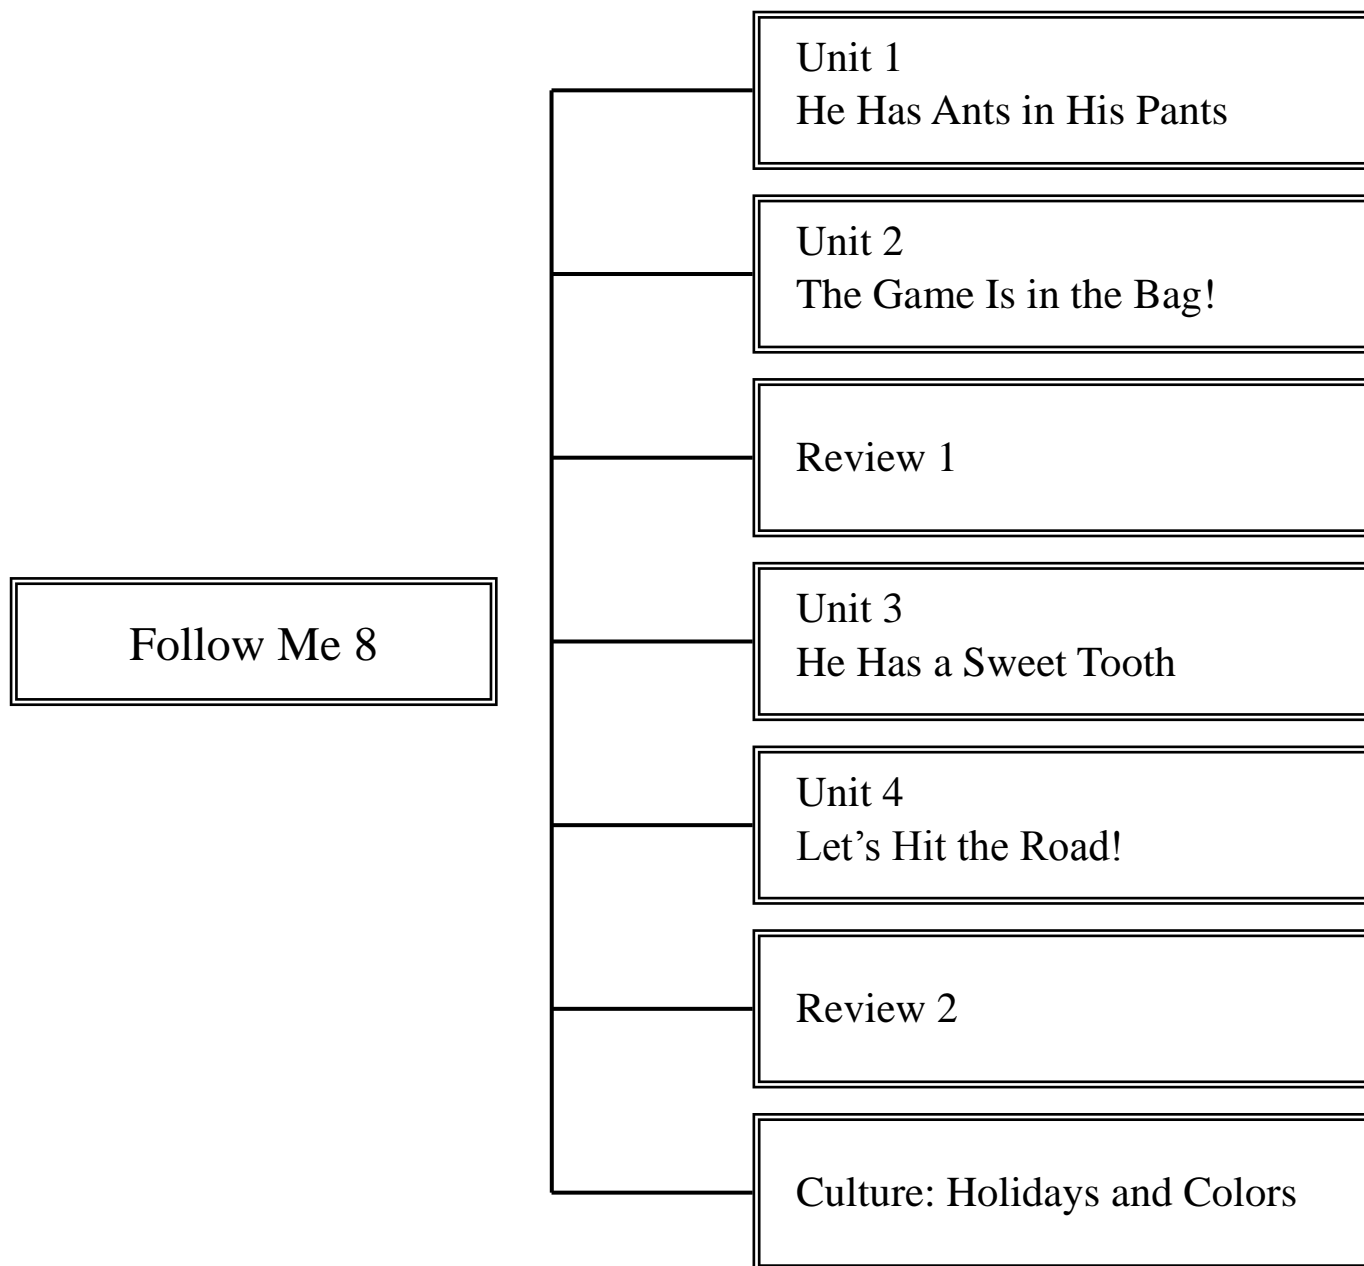 Follow Me 8
Unit 1
He Has Ants in His Pants
Unit 2
The Game Is in the Bag!
Review 1
Unit 3
He Has a Sweet Tooth
Unit 4
Let’s Hit the Road!
Review 2
Culture: Holidays and Colors